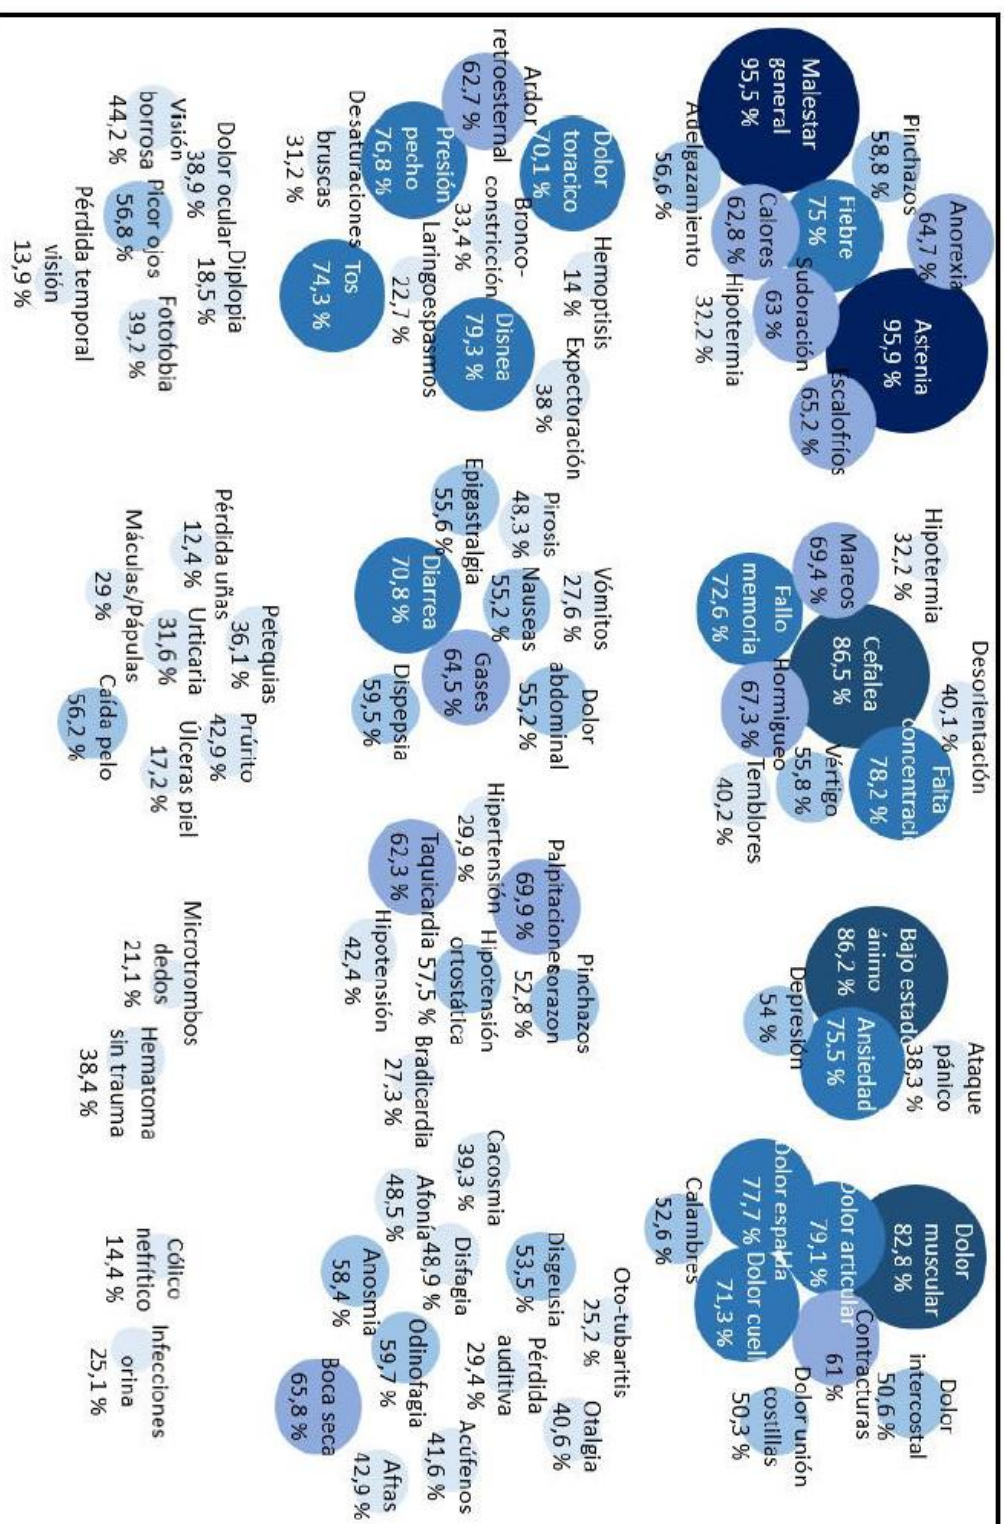 Pinchazos
58,8 %
Anorexia
64,7 %
Malestar
general
95,5 %
Fiebre
75 %
Astenia
95,9 %
Calores
62,8 %
Sudoración
63 %
Escalofríos
65,2 %
Adelgazamiento
56,6 %
Hipotermia
32,2 %
Desorientación
40,1 %
Hipotermia
32,2 %
Mareos
69,4 %
Cefalea
86,5 %
Falta
concentraci
78,2 %
Fallo
memoria
72,6 %
Hormigueo
67,3 %
Vértigo
55,8 %
Temblores
40,2 %
Ataque
pánico
38,3 %
Bajo estado
ánimo
86,2 %
Ansiedad
75,5 %
Depresión
54 %
Dolor
muscular
82,8 %
Dolor
intercostal
50,6 %
Dolor articular
79,1 %
Contracturas
61 %
Dolor espalda
77,7 %
Dolor cuell
71,3 %
Dolor unión
costillas
50,3 %
Calambres
52,6 %
Dolor
toracico
70,1 %
Hemoptisis
14 %
Expectoración
38 %
Ardor
retroesternal
62,7 %
Bronco-
constricción
33,4 %
Disnea
79,3 %
Presión
pecho
76,8 %
Laringoespasmos
22,7 %
Desaturaciones
bruscas
31,2 %
Tos
74,3 %
Vómitos
27,6 %
Dolor
abdominal
55,2 %
Pirosis
48,3 %
Nauseas
55,2 %
Epigastralgia
55,6 %
Gases
64,5 %
Diarrea
70,8 %
Dispepsia
59,5 %
Pinchazos
corazon
52,8 %
Palpitaciones
69,9 %
Hipertensión
29,9 %
Hipotensión
ortostática
57,5 %
Taquicardia
62,3 %
Bradicardia
27,3 %
Hipotensión
42,4 %
Oto-tubaritis
25,2 %
Otalgia
40,6 %
Disgeusia
53,5 %
Pérdida
auditiva
29,4 %
Cacosmia
39,3 %
Disfagia
48,9 %
Acúfenos
41,6 %
Afonía
48,5 %
Odinofagia
59,7 %
Aftas
42,9 %
Anosmia
58,4 %
Boca seca
65,8 %
Dolor ocular
38,9 %
Diplopia
18,5 %
Visión
borrosa
44,2 %
Picor ojos
56,8 %
Fotofobia
39,2 %
Pérdida temporal
visión
13,9 %
Petequias
36,1 %
Prúrito
42,9 %
Pérdida uñas
12,4 %
Urticaria
31,6 %
Úlceras piel
17,2 %
Máculas/Pápulas
29 %
Caída pelo
56,2 %
Microtrombos
dedos
21,1 %
Hematoma
sin trauma
38,4 %
Cólico
nefrítico
14,4 %
Infecciones
orina
25,1 %